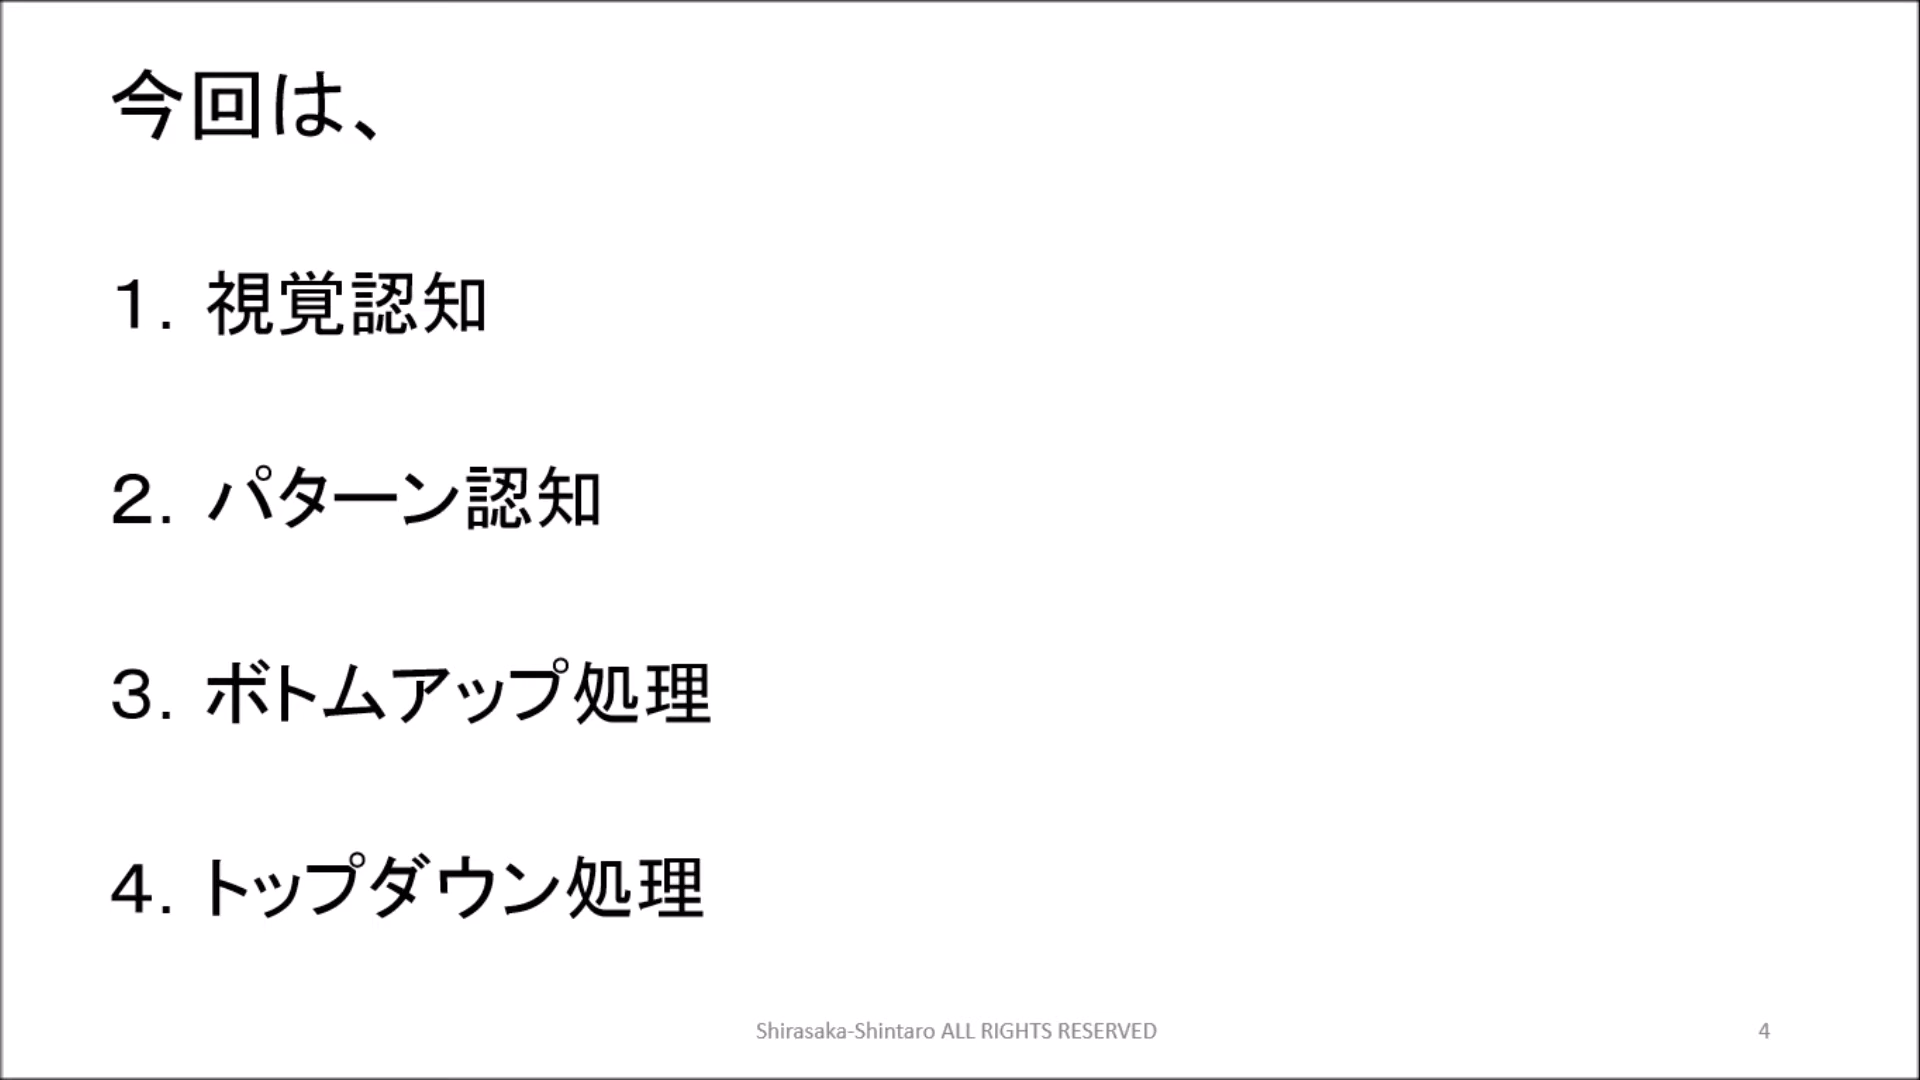 今回は、
１．視覚認知
２．パターン認知
３．ボトムアップ処理
４．トップダウン処理
Shirasaka-Shintaro ALL RIGHTS RESERVED
4